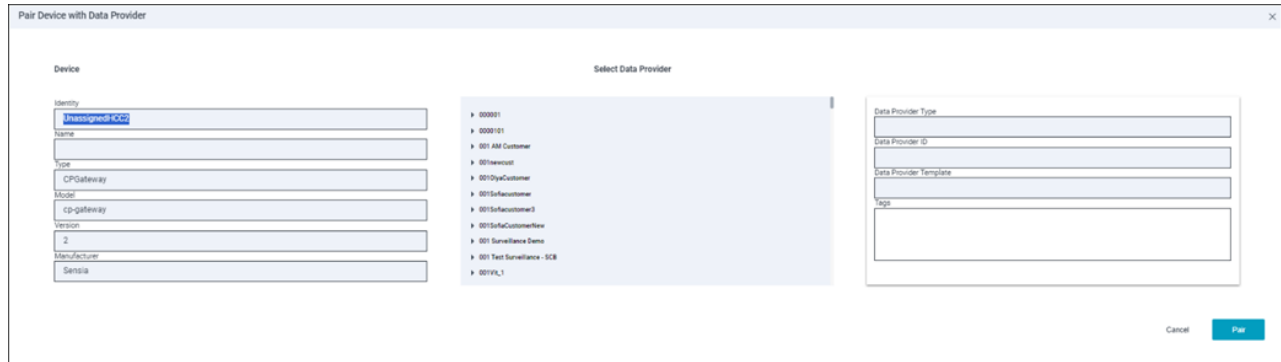 Pair Device with Data Provider
×
Device
Select Data Provider
Identity
UnassignedHCC2
Name
Type
CPGateway
Model
cp-gateway
Version
2
Manufacturer
Sensia
000001
0000101
001 AM Customer
001newcust
001DiyaCustomer
001Sofiacustomer
001Sofiacustomer3
001SofiaCustomerNew
001 Surveillance Demo
001 Test Surveillance - SCB
001Vit_1
Data Provider Type
Data Provider ID
Data Provider Template
Tags
Cancel
Pair